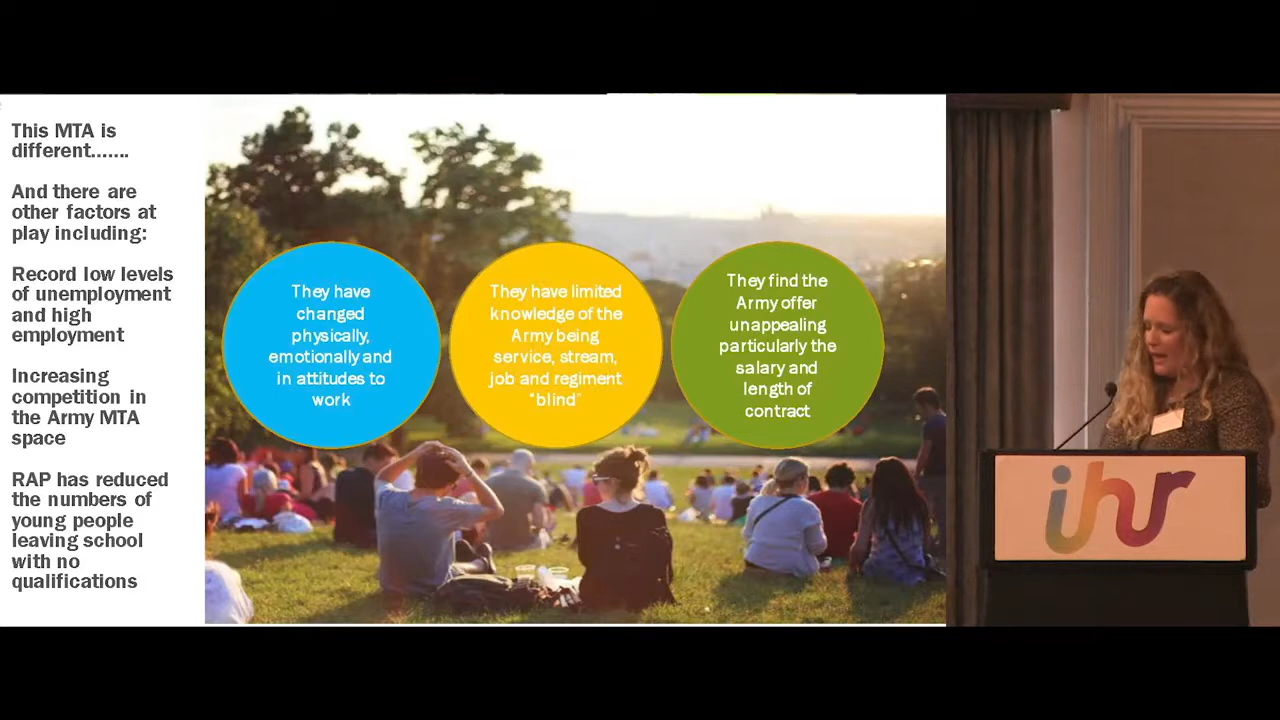 This MTA is
different.......
And there are
other factors at
play including:
Record low levels
of unemployment
and high
employment
Increasing
competition in
the Army MTA
space
RAP has reduced
the numbers of
young people
leaving school
with no
qualifications
They have
changed
physically,
emotionally and
in attitudes to
work
They have limited
knowledge of the
Army being
service, stream,
job and regiment
"blind"
They find the
Army offer
unappealing
particularly the
salary and
length of
contract
ihr